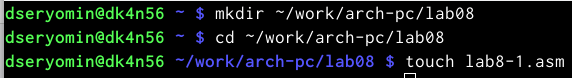 dseryomin@dk4n56 ~ $ mkdir ~/work/arch-pc/lab08
dseryomin@dk4n56 ~ $ cd ~/work/arch-pc/lab08
dseryomin@dk4n56 ~/work/arch-pc/lab08 $ touch lab8-1.asm